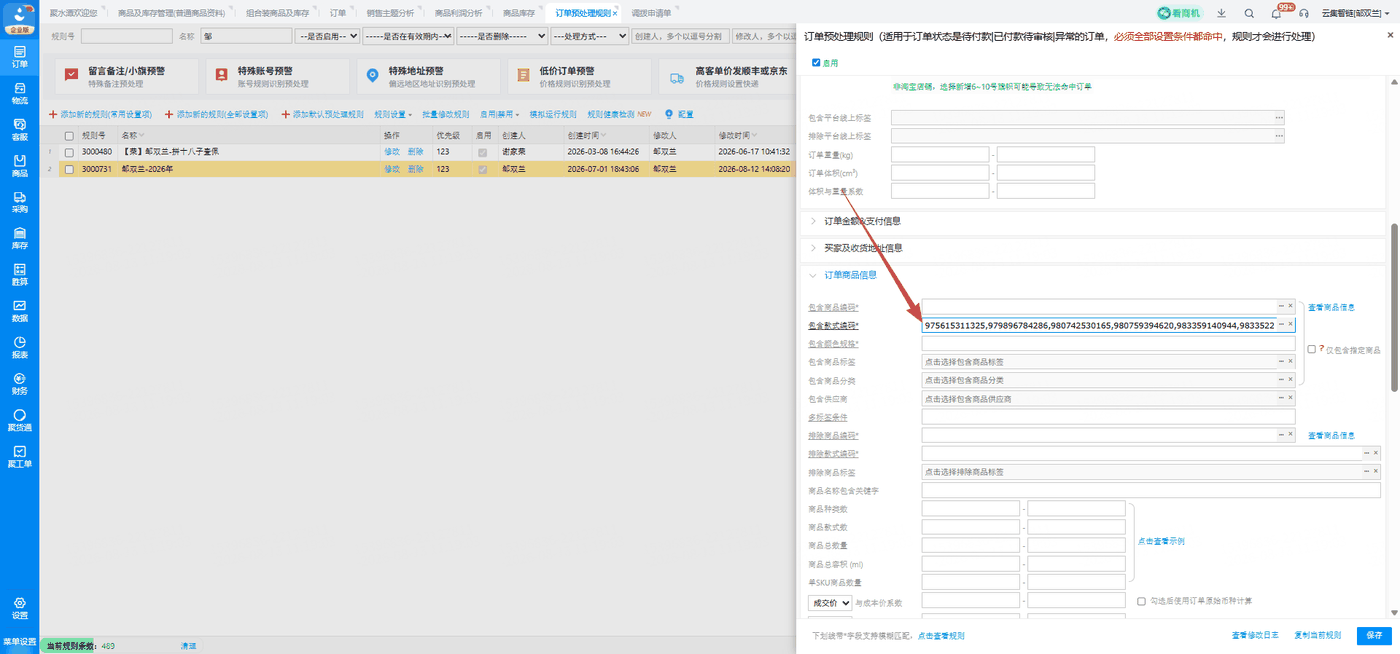 聚水潭欢迎您 商品及库存管理(普通商品资料) 组合装商品及库存 订单 销售主题分析 商品利润分析 商品库存 订单预处理规则× 调拨申请单
看商机 99+ 云集智链[邹双兰]
企业版
规则号 名称 邹 --是否启用-- -----是否在有效期内- -----是否删除----- ---处理方式--- 创建人，多个以逗号分割 修改人，多个以逗
订单
物流
客服
商品
采购
库存
胜算
数据
报表
财务
聚货通
聚工单
设置
菜单设置
留言备注/小旗预警
特殊备注预处理
特殊账号预警
账号规则识别预处理
特殊地址预警
偏远地区地址识别预处理
低价订单预警
价格规则识别预处理
高客单价发顺丰或京东
价格规则设置快递
添加新的规则(常用设置项) 添加新的规则(全部设置项) 添加默认预处理规则 规则设置 批量修改规则 启用/禁用 模拟运行规则 规则健康检测 NEW 配置
规则号 名称 操作 优先级 启用 创建人 创建时间 修改人 修改时间
1 3000480 【荣】邹双兰-拼十八子壹保 修改 删除 123 谢家荣 2026-03-08 16:44:26 邹双兰 2026-06-17 10:41:32
2 3000731 邹双兰-2026年 修改 删除 123 邹双兰 2026-07-01 18:43:06 邹双兰 2026-08-12 14:08:20
当前规则条数：489 清理
订单预处理规则（适用于订单状态是待付款|已付款待审核|异常的订单，必须全部设置条件都命中，规则才会进行处理）
启用
非淘宝店铺，选择新增6~10号旗帜可能导致无法命中订单
包含平台线上标签
排除平台线上标签
订单重量(kg) -
订单体积(cm³) -
体积与重量系数 -
订单金额&支付信息
买家及收货地址信息
订单商品信息
包含商品编码* 查看商品信息
包含款式编码* 975615311325,979896784286,980742530165,980759394620,983359140944,9833522
包含颜色规格* ? 仅包含指定商品
包含商品标签 点击选择包含商品标签
包含商品分类 点击选择包含商品分类
包含供应商 点击选择包含商品供应商
多标签条件
排除商品编码* 查看商品信息
排除款式编码*
排除商品标签 点击选择排除商品标签
商品名称包含关键字
商品种类数 -
商品款式数 -
商品总数量 - 点击查看示例
商品总容积 (ml) -
单SKU商品数量 -
成交价 与成本价系数 - 勾选后使用订单原始币种计算
下划线带*字段支持模糊匹配，点击查看规则 查看修改日志 复制当前规则 保存